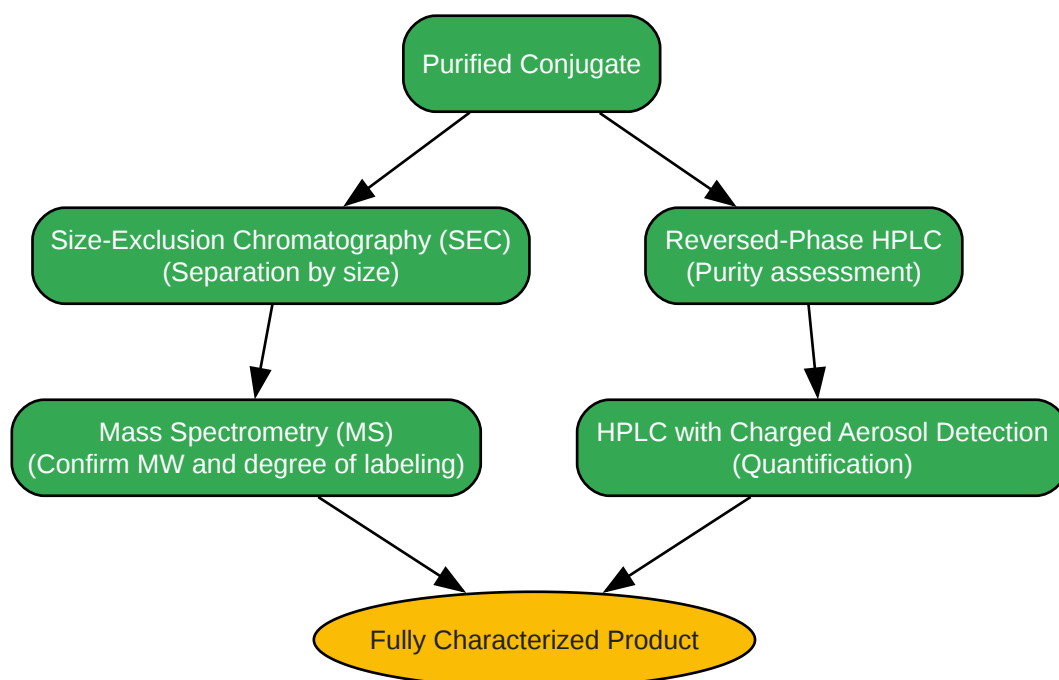 Purified Conjugate
Size-Exclusion Chromatography (SEC)
(Separation by size)
Reversed-Phase HPLC
(Purity assessment)
Mass Spectrometry (MS)
(Confirm MW and degree of labeling)
HPLC with Charged Aerosol Detection
(Quantification)
Fully Characterized Product